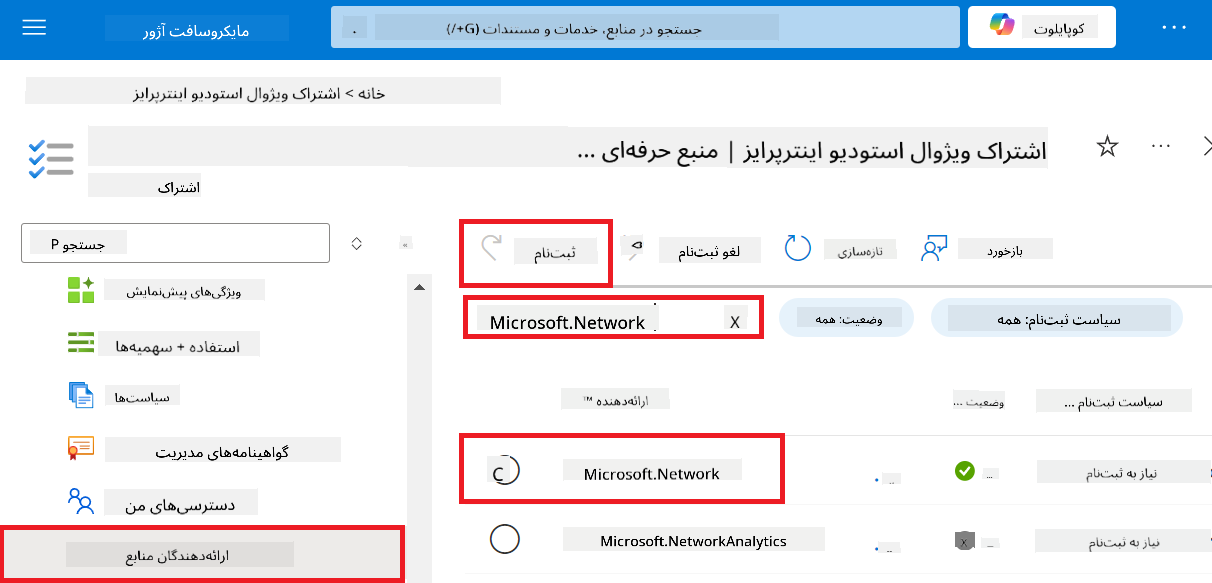 مایکروسافت آژور
جستجو در منابع، خدمات و مستندات (G+/)
کوپایلوت
خانه > اشتراک ویژوال استودیو اینترپرایز
اشتراک ویژوال استودیو اینترپرایز | منبع حرفه‌ای ...
اشتراک
جستجو P
«
ثبت‌نام
لغو ثبت‌نام
تازه‌سازی
بازخورد
ویژگی‌های پیش‌نمایش
استفاده + سهمیه‌ها
سیاست‌ها
گواهینامه‌های مدیریت
دسترسی‌های من
ارائه‌دهندگان منابع
Microsoft.Network X
وضعیت: همه
سیاست ثبت‌نام: همه
ارائه‌دهنده ™
وضعیت ...
سیاست ثبت‌نام ...
C Microsoft.Network
...
نیاز به ثبت‌نام
Microsoft.NetworkAnalytics
X
...
نیاز به ثبت‌نام